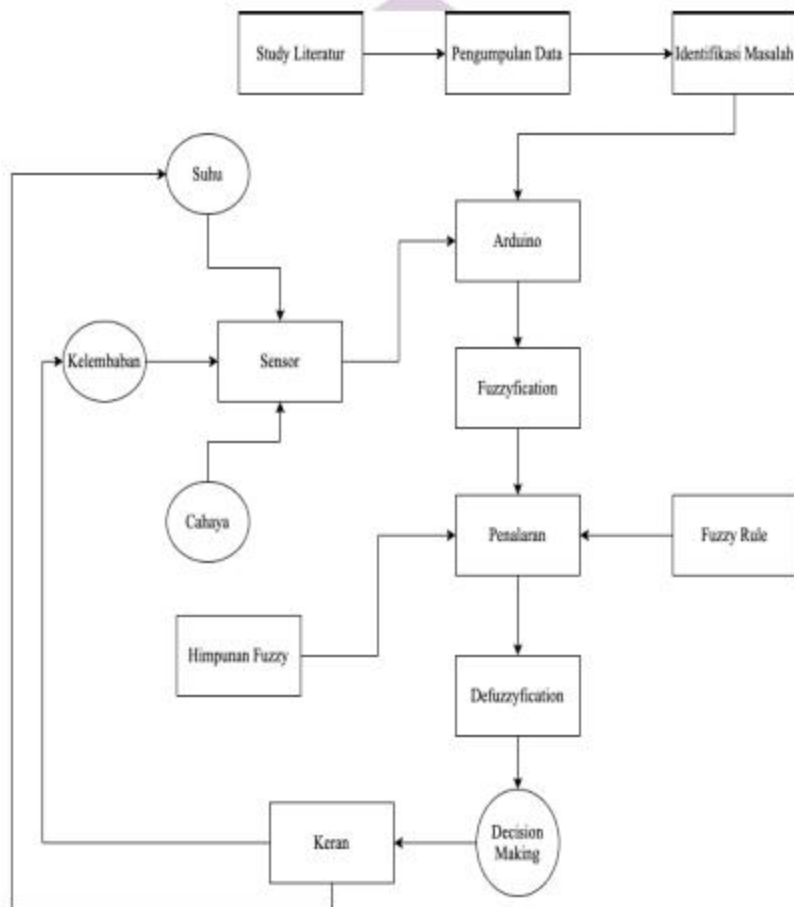 Study Literatur
Pengumpulan Data
Identifikasi Masalah
Suhu
Arduino
Kelembaban
Sensor
Fuzzyfication
Cahaya
Penalaran
Fuzzy Rule
Himpunan Fuzzy
Defuzzyfication
Keran
Decision
Making